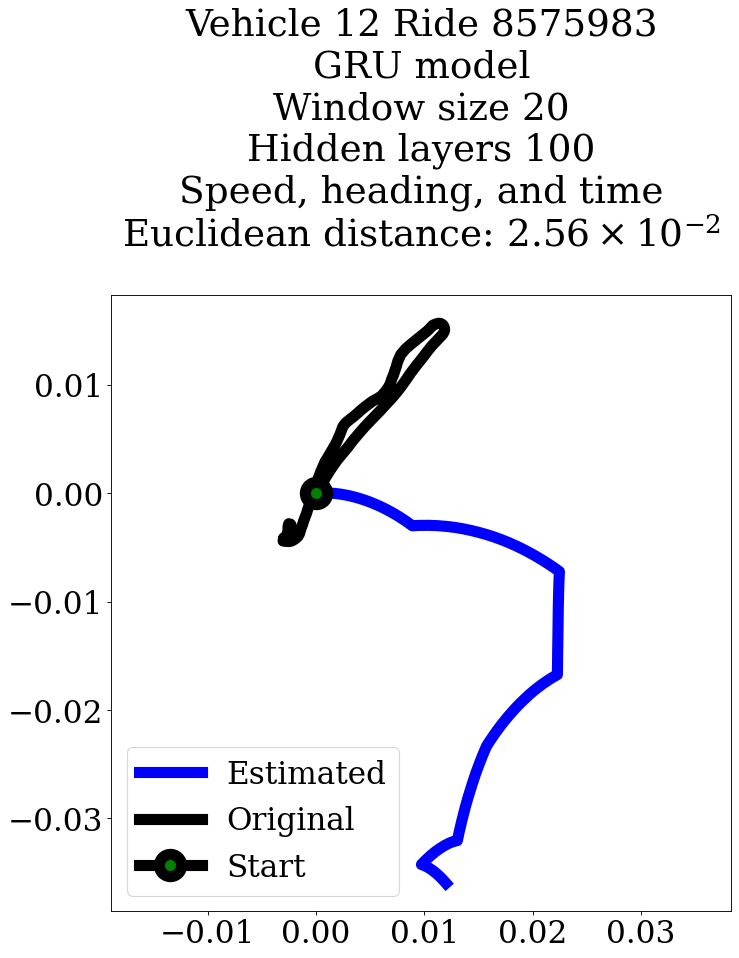 Vehicle 12 Ride 8575983
GRU model
Window size 20
Hidden layers 100
Speed, heading, and time
Euclidean distance: 2.56 × 10⁻²
0.01
0.00
−0.01
−0.02
−0.03
Estimated
Original
Start
−0.01 0.00 0.01 0.02 0.03